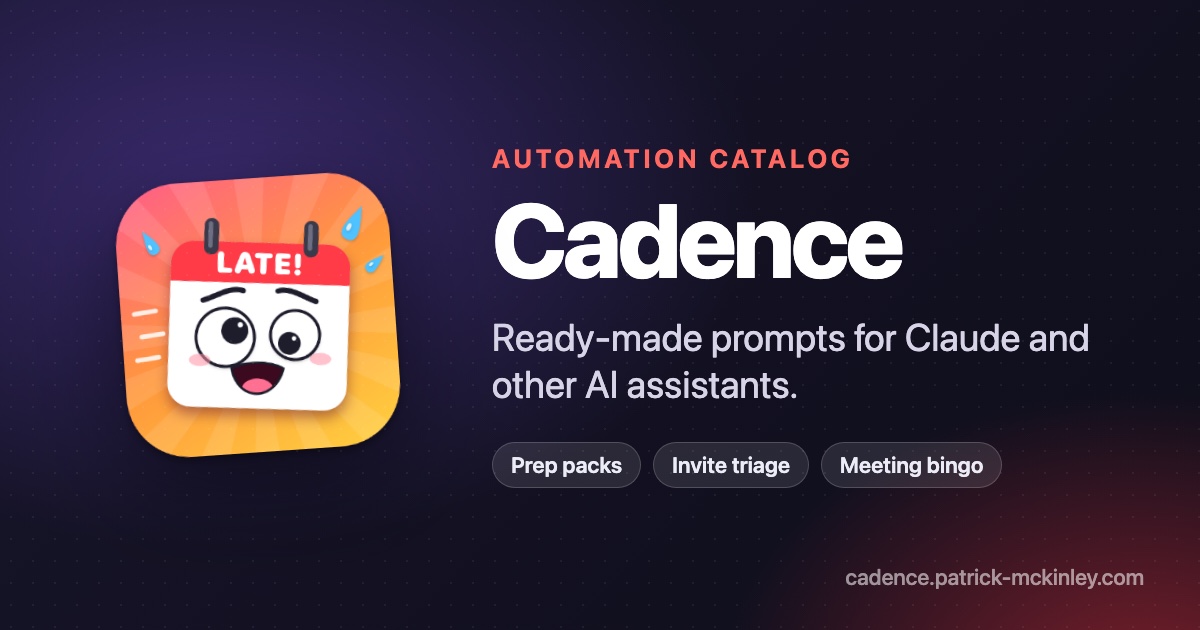 LATE!
AUTOMATION CATALOG
Cadence
Ready-made prompts for Claude and
other AI assistants.
Prep packs
Invite triage
Meeting bingo
cadence.patrick-mckinley.com